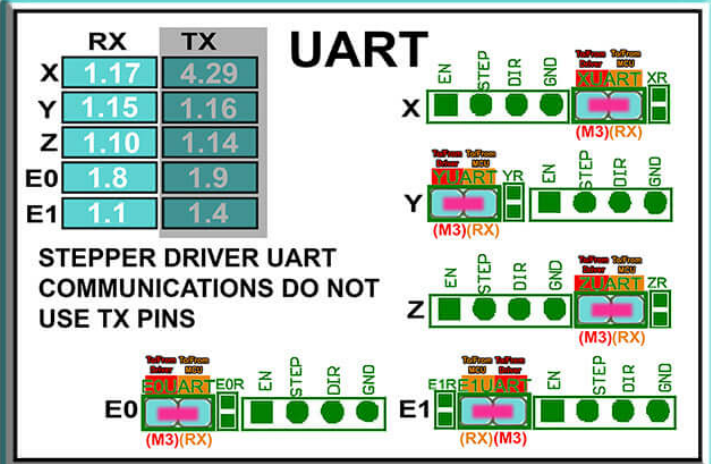 RX TX
UART
X 1.17 4.29
Y 1.15 1.16
Z 1.10 1.14
E0 1.8 1.9
E1 1.1 1.4
STEPPER DRIVER UART
COMMUNICATIONS DO NOT
USE TX PINS
To/From To/From
Driver MCU
X XUART XR EN STEP DIR GND
(M3)(RX)
To/From To/From
Driver MCU
Y YUART YR EN STEP DIR GND
(M3)(RX)
To/From To/From
Driver MCU
Z EN STEP DIR GND ZUART ZR
(M3)(RX)
To/From To/From
Driver MCU
E0 E0UART E0R EN STEP DIR GND
(M3)(RX)
To/From To/From
MCU Driver
E1 E1R E1UART EN STEP DIR GND
(RX)(M3)